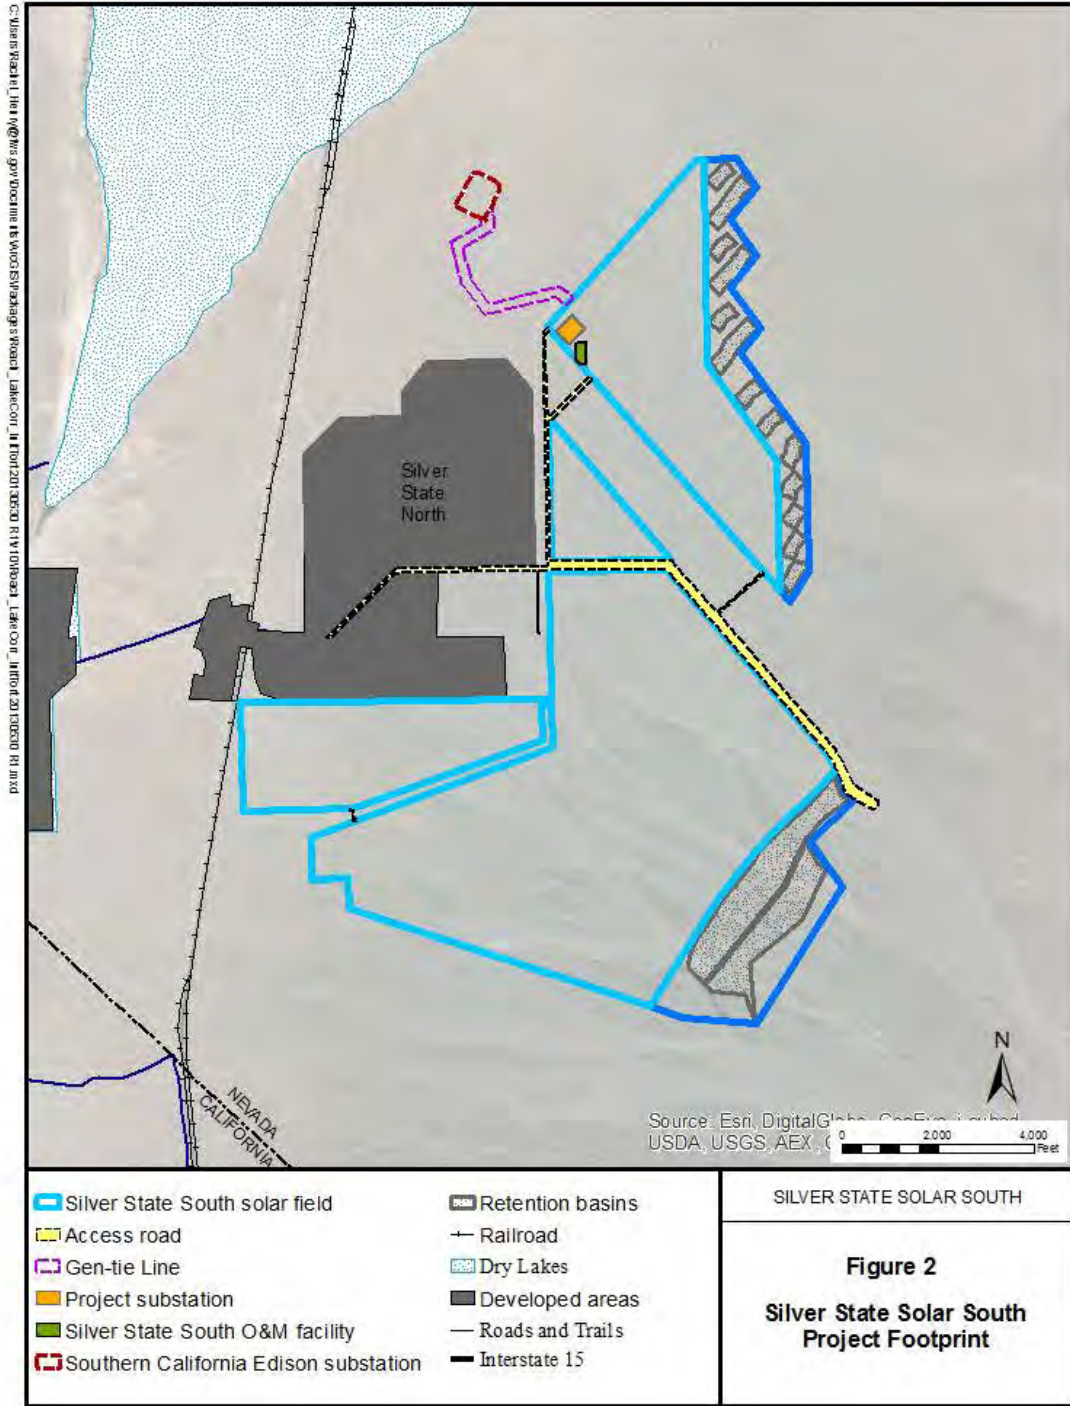 Silver
State
North
NEVADA
CALIFORNIA
N
Source: Esri, DigitalGlobe, GeoEye, i-cubed,
USDA, USGS, AEX,
0 2,000 4,000
Feet
Silver State South solar field
Access road
Gen-tie Line
Project substation
Silver State South O&M facility
Southern California Edison substation
Retention basins
Railroad
Dry Lakes
Developed areas
Roads and Trails
Interstate 15
SILVER STATE SOLAR SOUTH
Figure 2
Silver State Solar South
Project Footprint